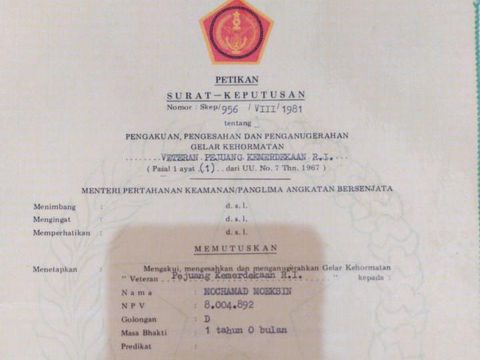 PETIKAN
SURAT-KEPUTUSAN
Nomor : Skep/956 / VIII/1981
tentang
PENGAKUAN, PENGESAHAN DAN PENGANUGERAHAN
GELAR KEHORMATAN
........VETERAN PEJUANG KEMERDEKAAN R.I.....
( Pasal 1 ayat (1) dari UU. No. 7 Thn. 1967 )
MENTERI PERTAHANAN KEAMANAN/PANGLIMA ANGKATAN BERSENJATA
Menimbang : d. s. l.
Mengingat : d. s. l.
Memperhatikan : d. s. l.
MEMUTUSKAN
Menetapkan : Mengakui, mengesahkan dan menganugerahkan Gelar Kehormatan
" Veteran ...Pejuang Kemerdekaan R.I. ........" kepada :
Nama : MOCHAMAD MOEKSIN
NPV : 8.004.892
Golongan : D
Masa Bhakti : 1 tahun 0 bulan
Predikat :